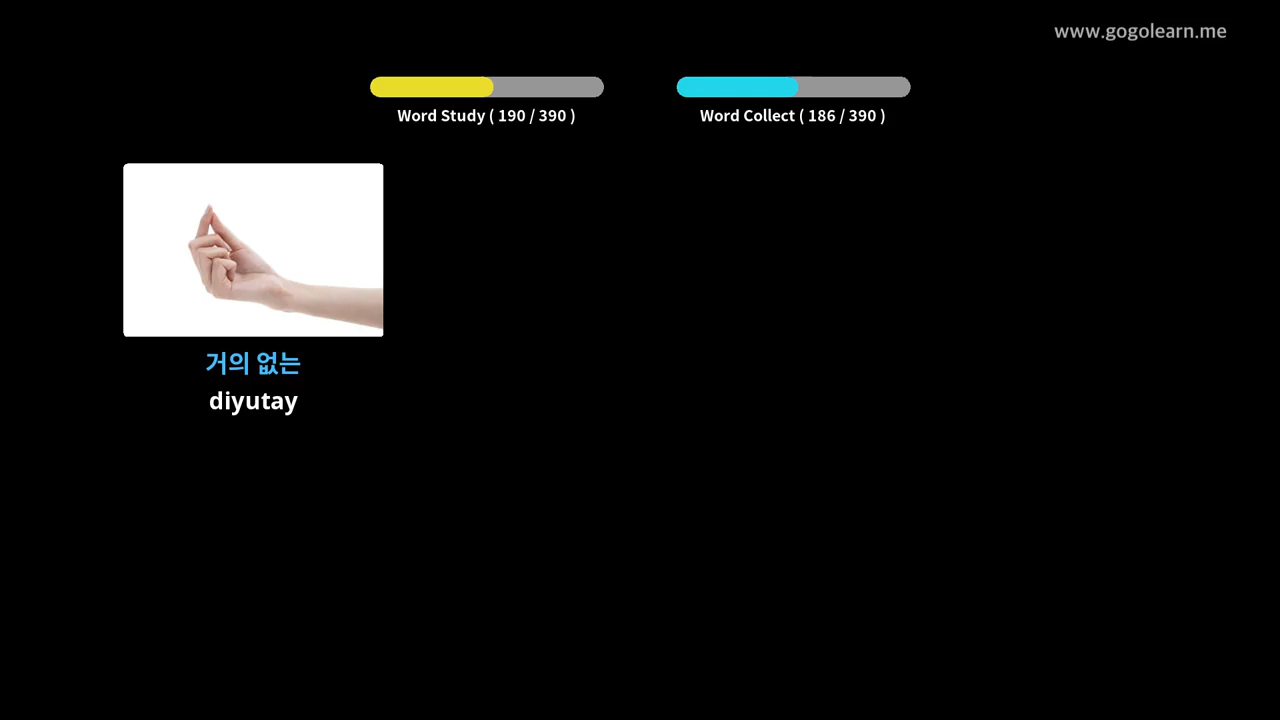 www.gogolearn.me
Word Study ( 190 / 390 )
Word Collect ( 186 / 390 )
거의 없는
diyutay